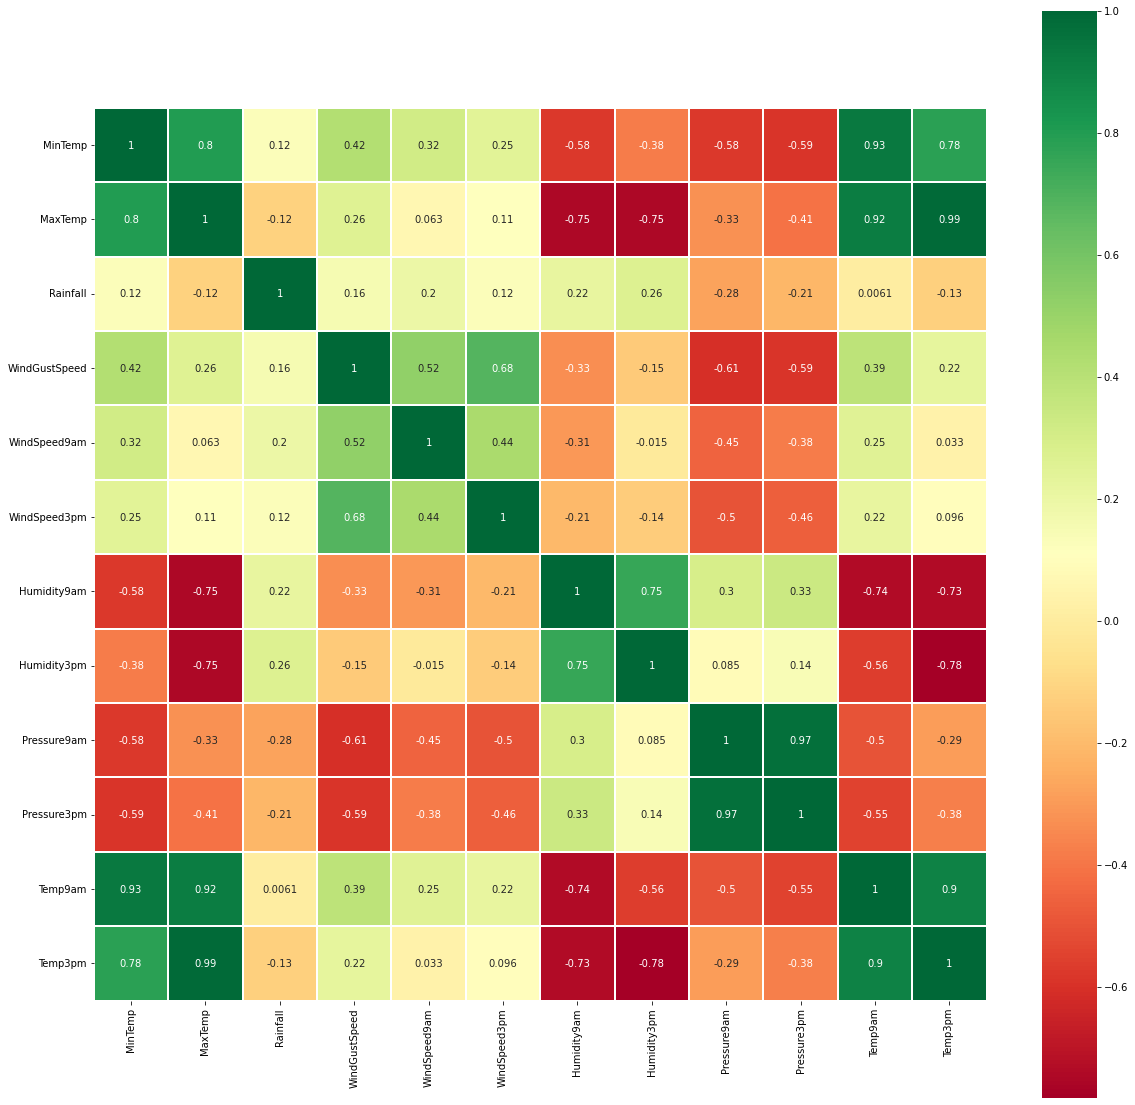 MinTemp 1 0.8 0.12 0.42 0.32 0.25 -0.58 -0.38 -0.58 -0.59 0.93 0.78
MaxTemp 0.8 1 -0.12 0.26 0.063 0.11 -0.75 -0.75 -0.33 -0.41 0.92 0.99
Rainfall 0.12 -0.12 1 0.16 0.2 0.12 0.22 0.26 -0.28 -0.21 0.0061 -0.13
WindGustSpeed 0.42 0.26 0.16 1 0.52 0.68 -0.33 -0.15 -0.61 -0.59 0.39 0.22
WindSpeed9am 0.32 0.063 0.2 0.52 1 0.44 -0.31 -0.015 -0.45 -0.38 0.25 0.033
WindSpeed3pm 0.25 0.11 0.12 0.68 0.44 1 -0.21 -0.14 -0.5 -0.46 0.22 0.096
Humidity9am -0.58 -0.75 0.22 -0.33 -0.31 -0.21 1 0.75 0.3 0.33 -0.74 -0.73
Humidity3pm -0.38 -0.75 0.26 -0.15 -0.015 -0.14 0.75 1 0.085 0.14 -0.56 -0.78
Pressure9am -0.58 -0.33 -0.28 -0.61 -0.45 -0.5 0.3 0.085 1 0.97 -0.5 -0.29
Pressure3pm -0.59 -0.41 -0.21 -0.59 -0.38 -0.46 0.33 0.14 0.97 1 -0.55 -0.38
Temp9am 0.93 0.92 0.0061 0.39 0.25 0.22 -0.74 -0.56 -0.5 -0.55 1 0.9
Temp3pm 0.78 0.99 -0.13 0.22 0.033 0.096 -0.73 -0.78 -0.29 -0.38 0.9 1
MinTemp MaxTemp Rainfall WindGustSpeed WindSpeed9am WindSpeed3pm Humidity9am Humidity3pm Pressure9am Pressure3pm Temp9am Temp3pm
1.0
0.8
0.6
0.4
0.2
0.0
−0.2
−0.4
−0.6